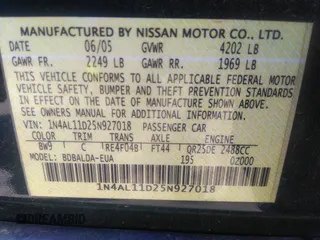 MANUFACTURED BY NISSAN MOTOR CO., LTD.
DATE 06/05 GVWR 4202 LB
GAWR FR. 2249 LB GAWR RR. 1969 LB
THIS VEHICLE CONFORMS TO ALL APPLICABLE FEDERAL MOTOR
VEHICLE SAFETY, BUMPER AND THEFT PREVENTION STANDARDS
IN EFFECT ON THE DATE OF MANUFACTURE SHOWN ABOVE.
SEE OWNERS MANUAL FOR ADDITIONAL INFORMATION.
1N4AL11D25N927018 PASSENGER CAR
COLOR TRIM TRANS AXLE ENGINE
BW9 C RE4F04B FT44 QR25DE 2488CC
MODEL BDBALDA-EUA 195 0Z000
1N4AL11D25N927018
DREAMBID.COM